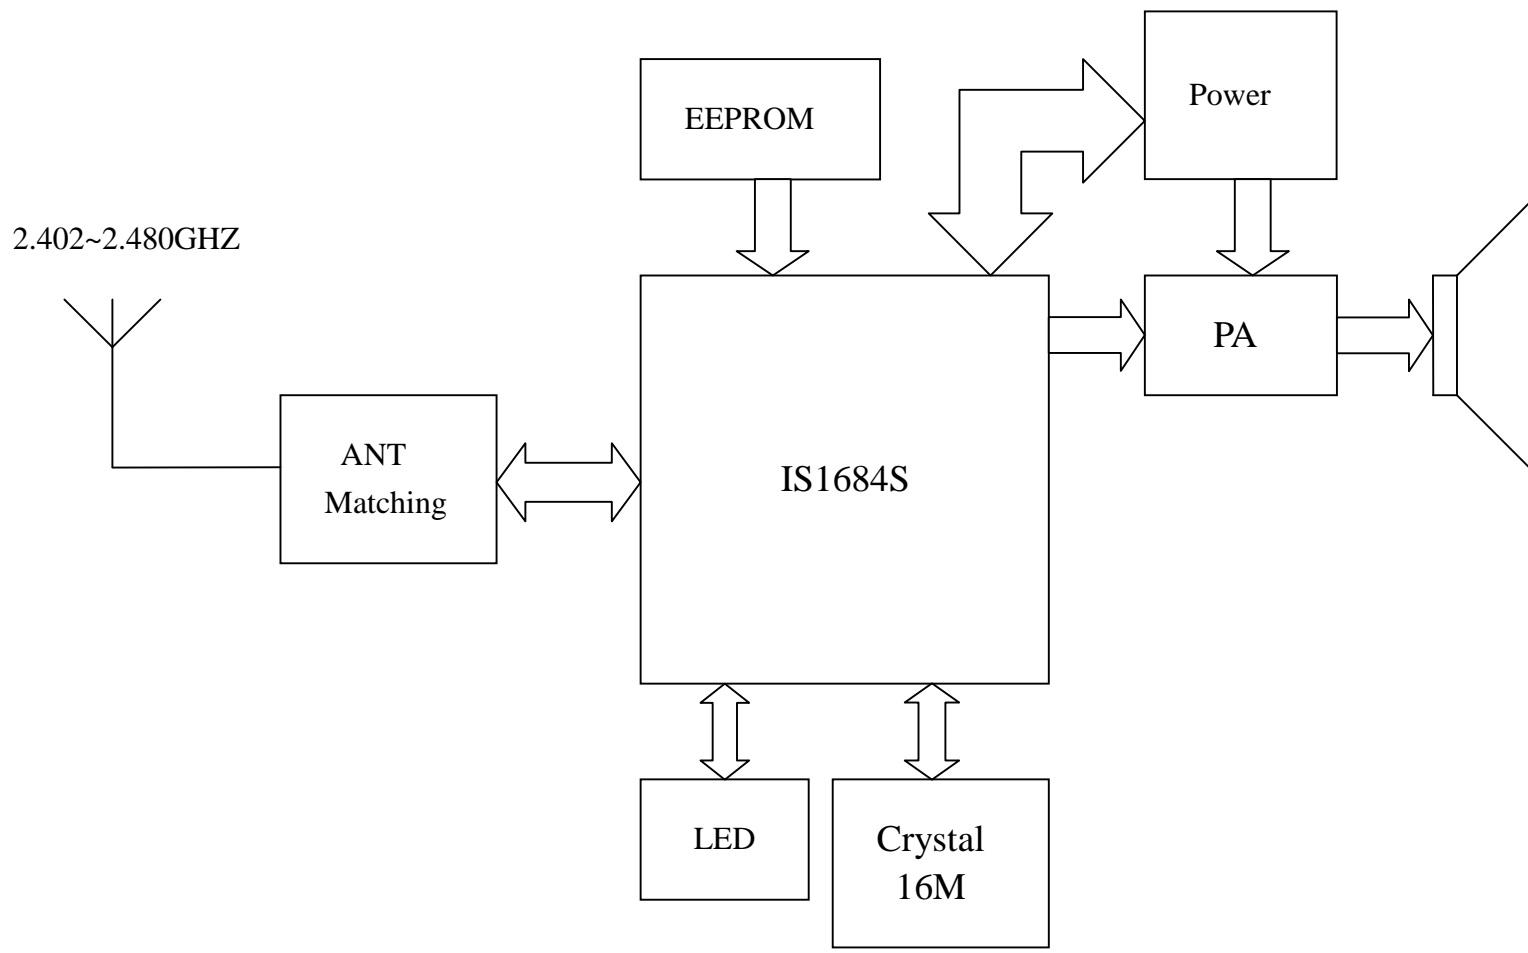 Power
EEPROM
2.402~2.480GHZ
PA
ANT
Matching
IS1684S
LED
Crystal
16M